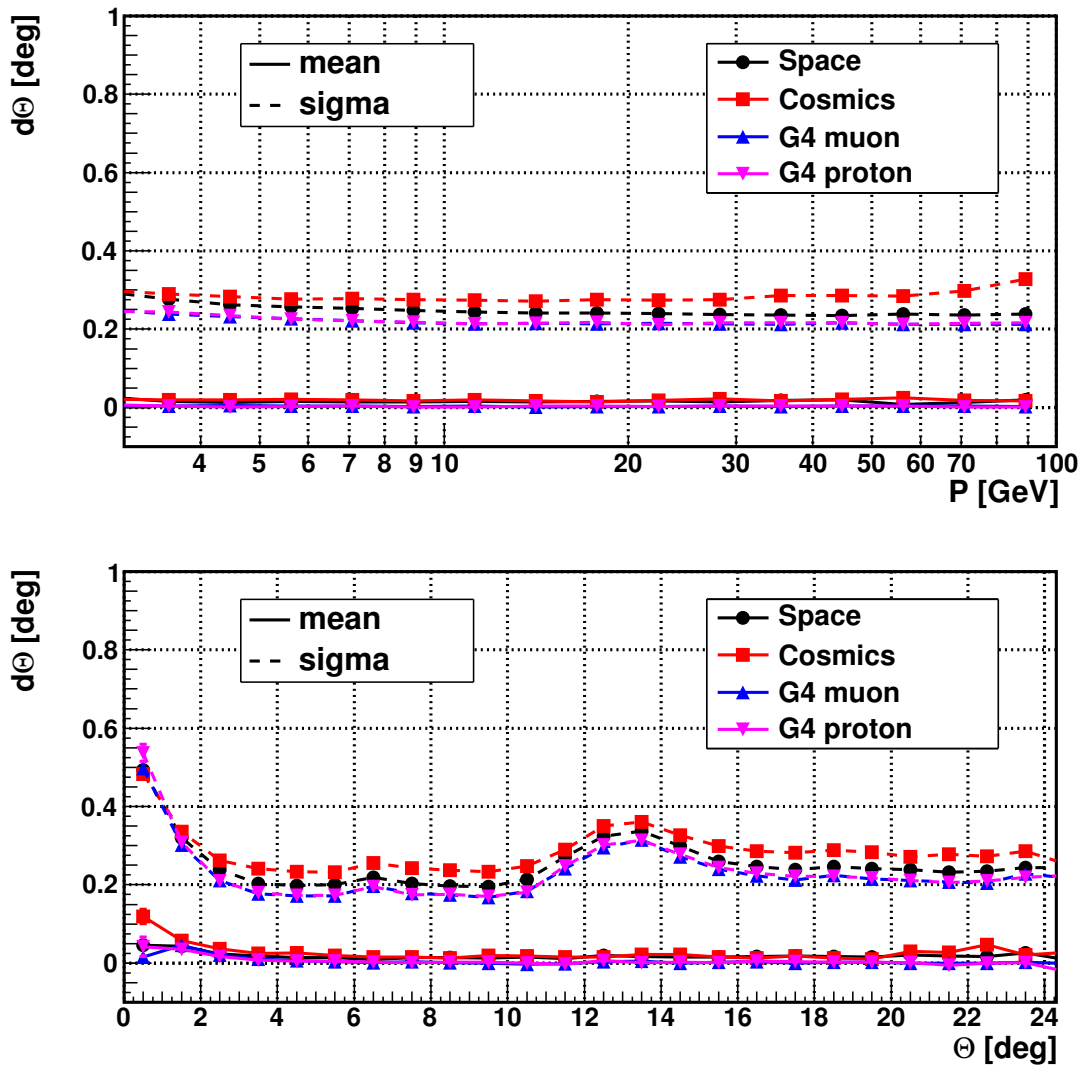 dΘ [deg]
1
0.8
0.6
0.4
0.2
0
mean
sigma
Space
Cosmics
G4 muon
G4 proton
4 5 6 7 8 9 10 20 30 40 50 60 70 100
P [GeV]
dΘ [deg]
1
0.8
0.6
0.4
0.2
0
mean
sigma
Space
Cosmics
G4 muon
G4 proton
0 2 4 6 8 10 12 14 16 18 20 22 24
Θ [deg]